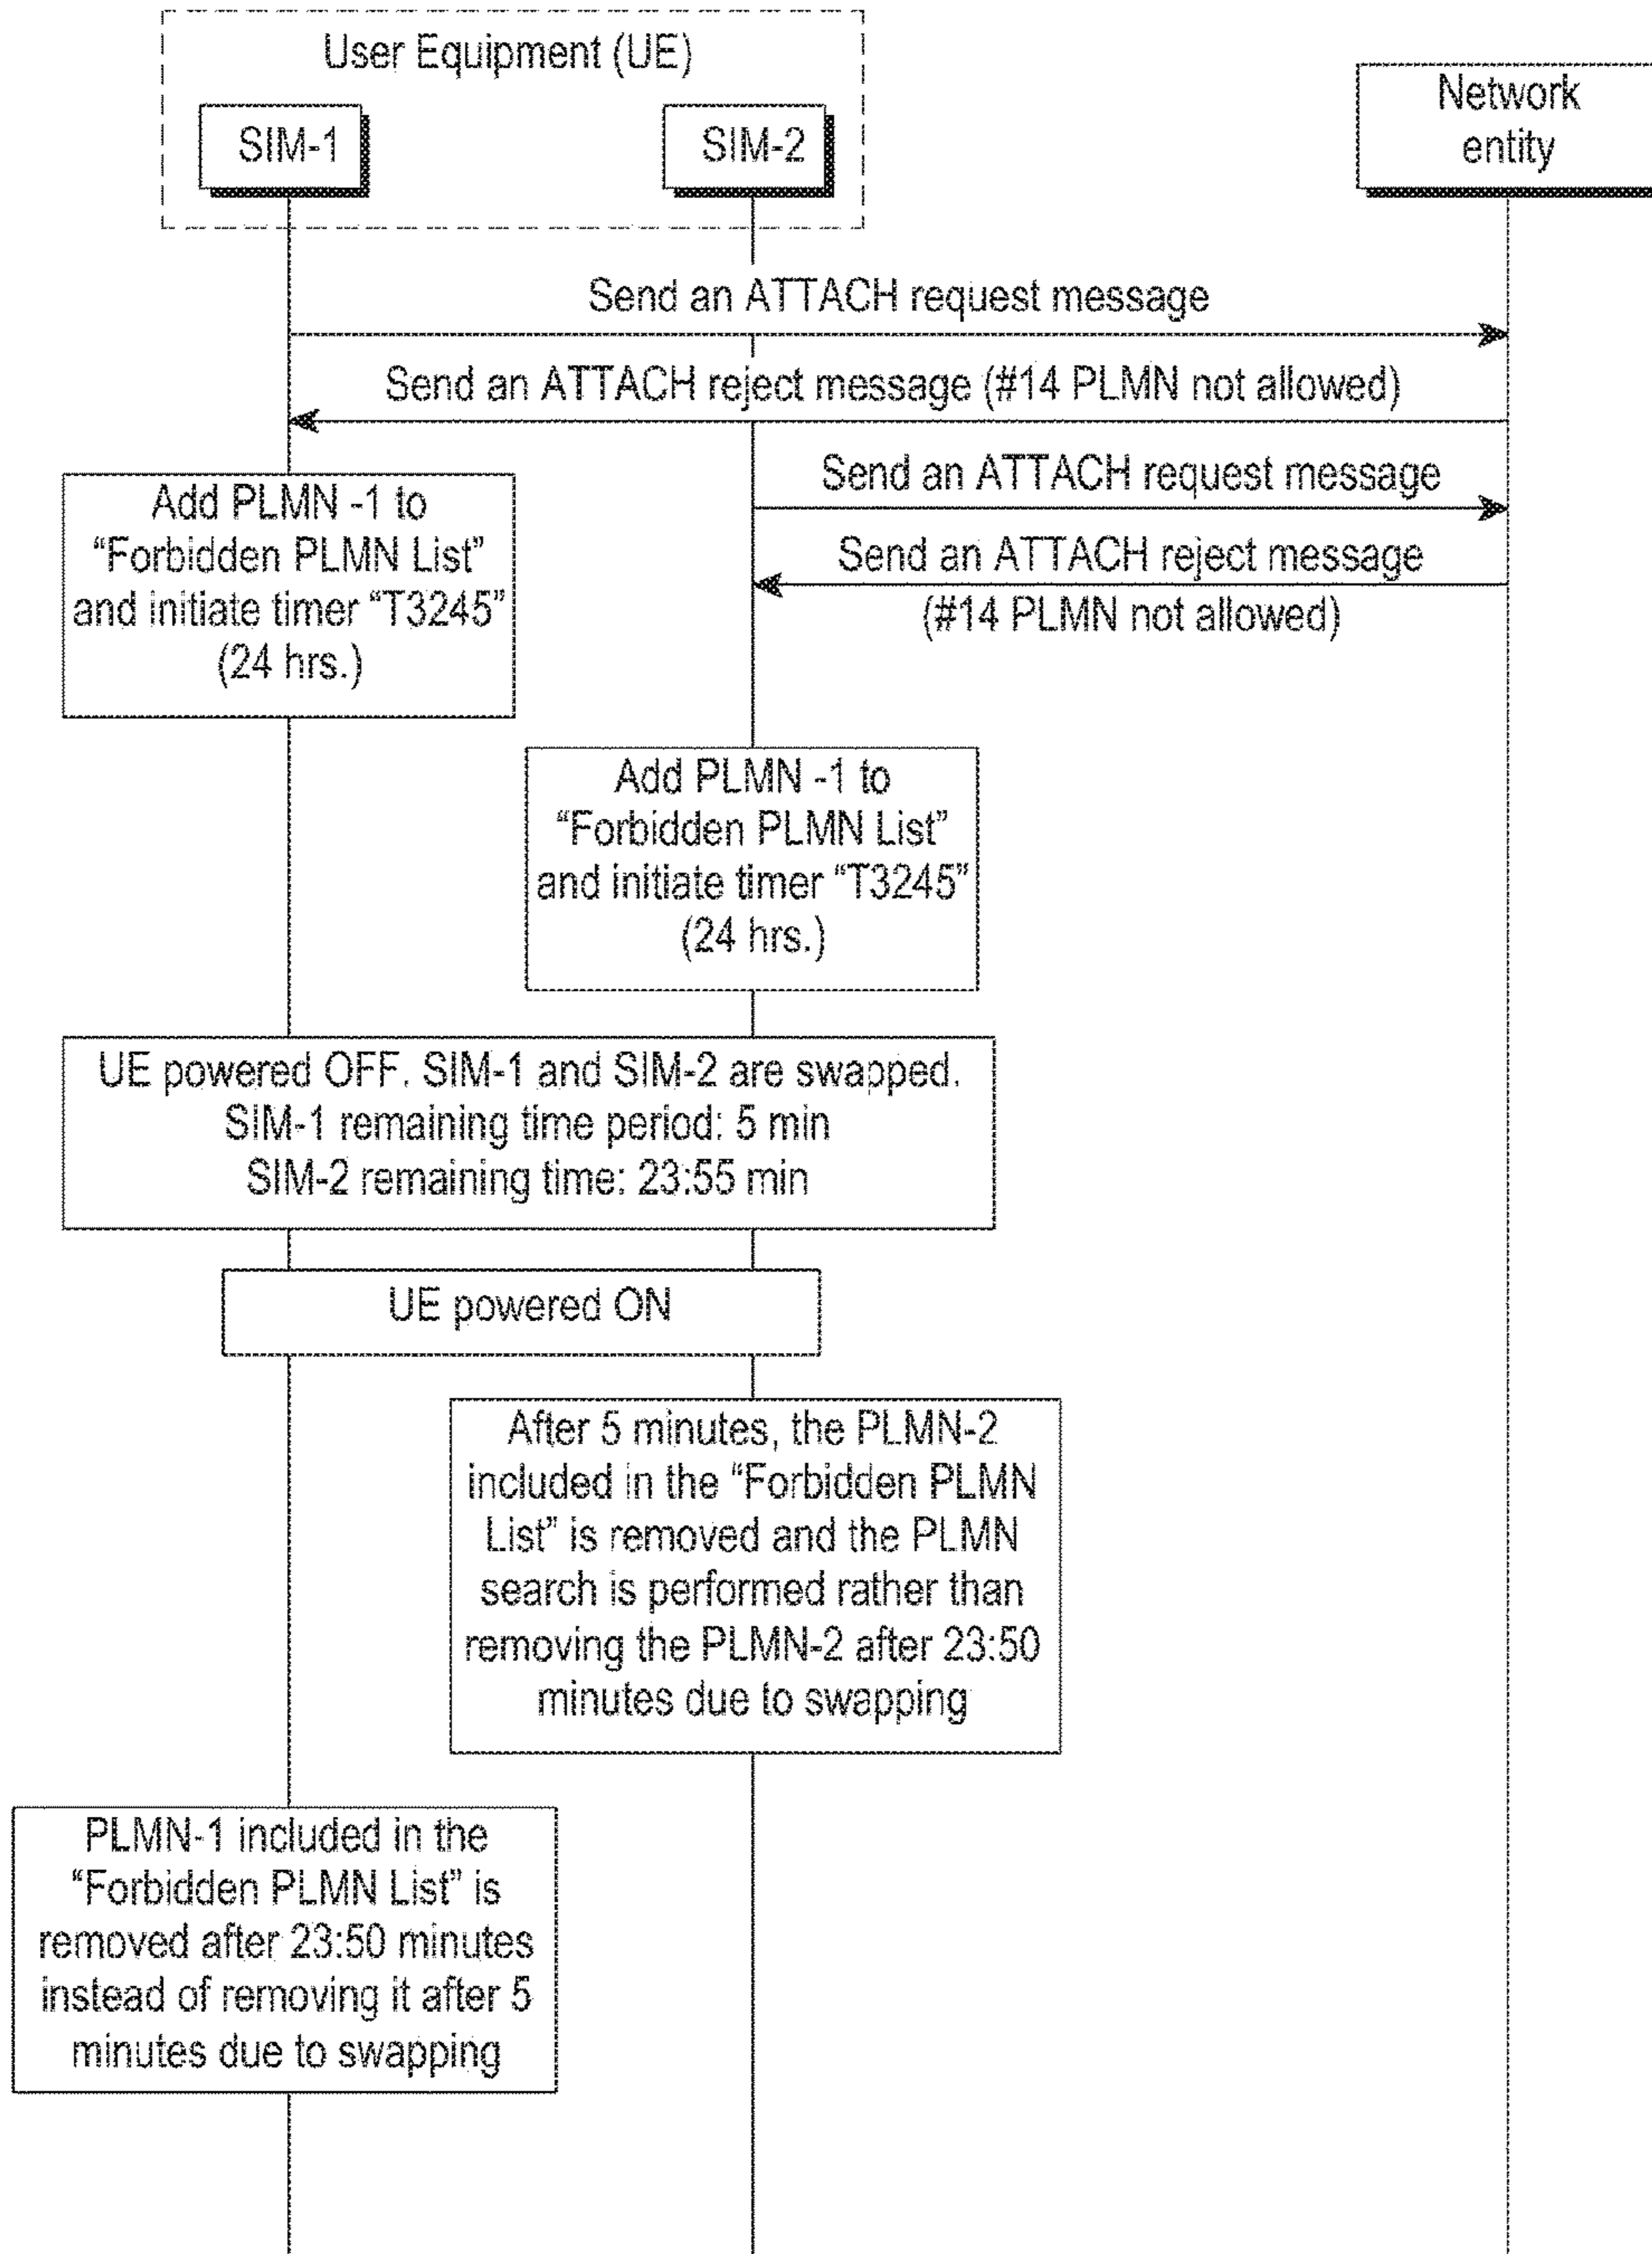 User Equipment (UE)
SIM-1
SIM-2
Network
entity
Send an ATTACH request message
Send an ATTACH reject message (#14 PLMN not allowed)
Send an ATTACH request message
Send an ATTACH reject message
(#14 PLMN not allowed)
Add PLMN -1 to
“Forbidden PLMN List”
and initiate timer “T3245”
(24 hrs.)
Add PLMN -1 to
“Forbidden PLMN List”
and initiate timer “T3245”
(24 hrs.)
UE powered OFF. SIM-1 and SIM-2 are swapped.
SIM-1 remaining time period: 5 min
SIM-2 remaining time: 23:55 min
UE powered ON
After 5 minutes, the PLMN-2
included in the “Forbidden PLMN
List” is removed and the PLMN
search is performed rather than
removing the PLMN-2 after 23:50
minutes due to swapping
PLMN-1 included in the
“Forbidden PLMN List” is
removed after 23:50 minutes
instead of removing it after 5
minutes due to swapping